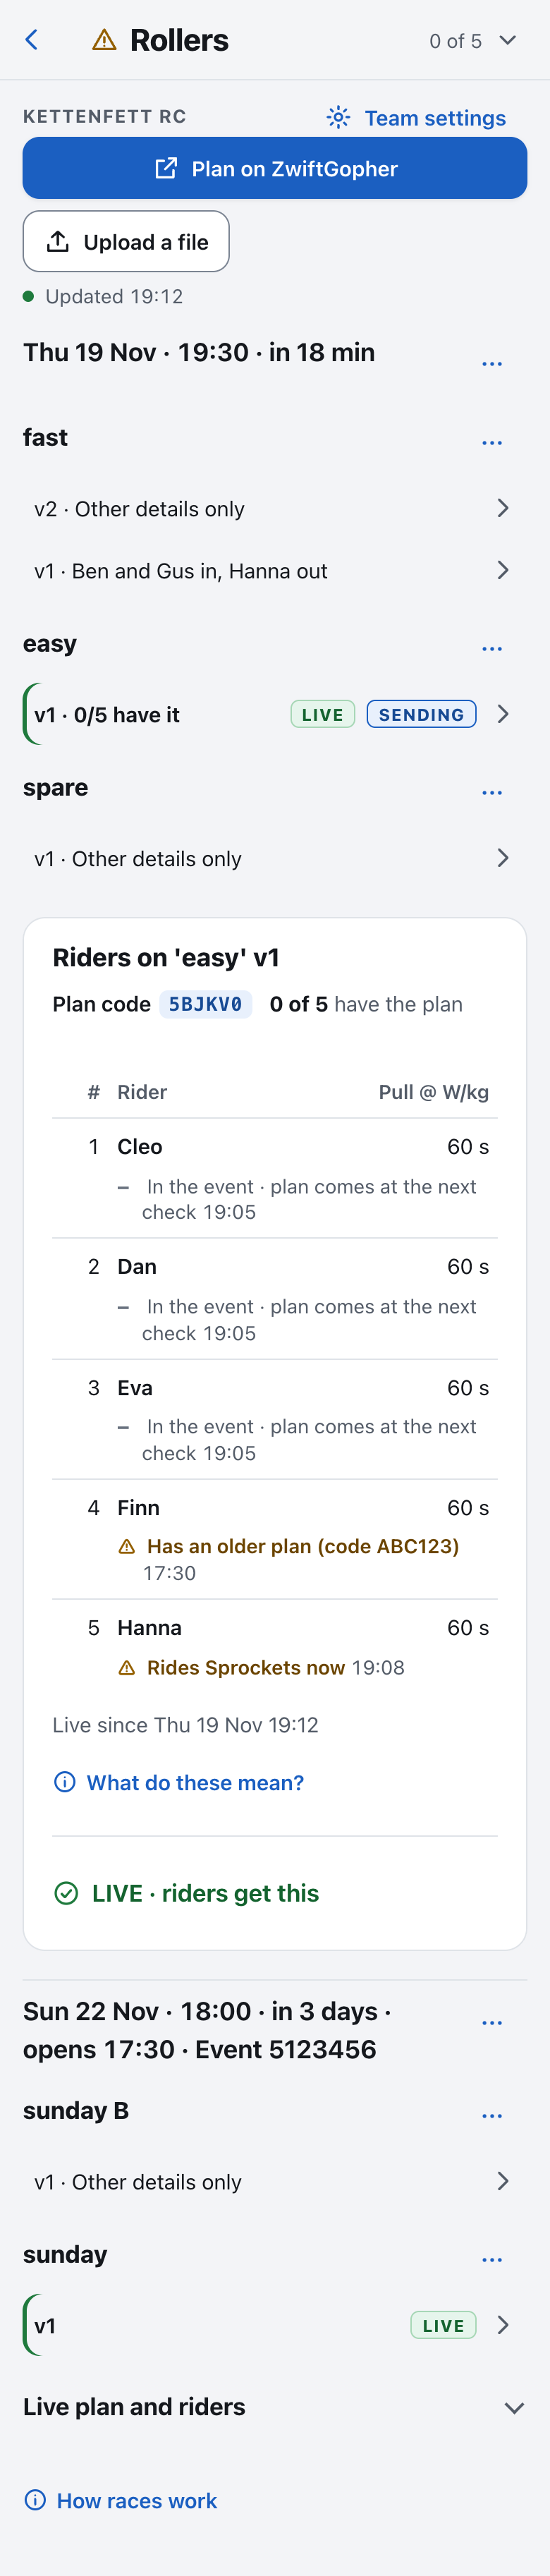 Rollers
0 of 5
KETTENFETT RC
Team settings
Plan on ZwiftGopher
Upload a file
Updated 19:12
Thu 19 Nov · 19:30 · in 18 min
...
fast
...
v2 · Other details only
v1 · Ben and Gus in, Hanna out
easy
...
v1 · 0/5 have it
LIVE
SENDING
spare
...
v1 · Other details only
Riders on 'easy' v1
Plan code 5BJKV0 0 of 5 have the plan
# Rider Pull @ W/kg
1 Cleo 60 s
– In the event · plan comes at the next
check 19:05
2 Dan 60 s
– In the event · plan comes at the next
check 19:05
3 Eva 60 s
– In the event · plan comes at the next
check 19:05
4 Finn 60 s
Has an older plan (code ABC123)
17:30
5 Hanna 60 s
Rides Sprockets now 19:08
Live since Thu 19 Nov 19:12
What do these mean?
LIVE · riders get this
Sun 22 Nov · 18:00 · in 3 days ·
opens 17:30 · Event 5123456
...
sunday B
...
v1 · Other details only
sunday
...
v1
LIVE
Live plan and riders
How races work